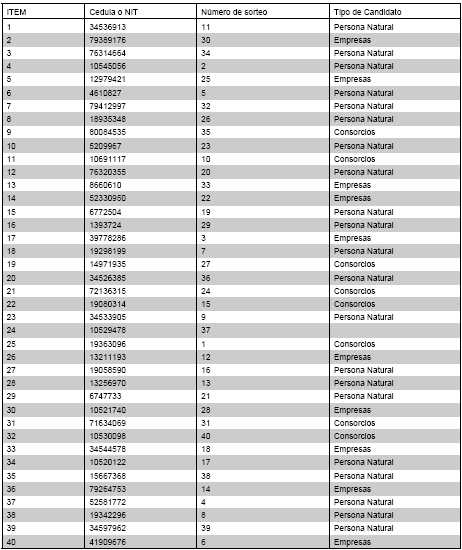 ITEM Cedula o NIT Número de sorteo Tipo de Candidato
1 34536913 11 Persona Natural
2 79389176 30 Empresas
3 76314664 34 Persona Natural
4 10545056 2 Persona Natural
5 12979421 25 Empresas
6 4610827 5 Persona Natural
7 79412997 32 Persona Natural
8 18935348 26 Persona Natural
9 80084535 35 Consorcios
10 5209967 23 Persona Natural
11 10691117 10 Consorcios
12 76320355 20 Persona Natural
13 8660610 33 Empresas
14 52330950 22 Empresas
15 6772504 19 Persona Natural
16 1393724 29 Persona Natural
17 39778286 3 Empresas
18 19298199 7 Persona Natural
19 14971935 27 Consorcios
20 34526385 36 Persona Natural
21 72136315 24 Consorcios
22 19080314 15 Consorcios
23 34533905 9 Persona Natural
24 10529478 37
25 19363096 1 Consorcios
26 13211193 12 Empresas
27 19058590 16 Persona Natural
28 13256970 13 Persona Natural
29 6747733 21 Persona Natural
30 10521740 28 Empresas
31 71634069 31 Consorcios
32 10530098 40 Consorcios
33 34544578 18 Empresas
34 10520122 17 Persona Natural
35 15667368 38 Persona Natural
36 79264753 14 Empresas
37 52581772 4 Persona Natural
38 19342296 8 Persona Natural
39 34597962 39 Persona Natural
40 41909676 6 Empresas